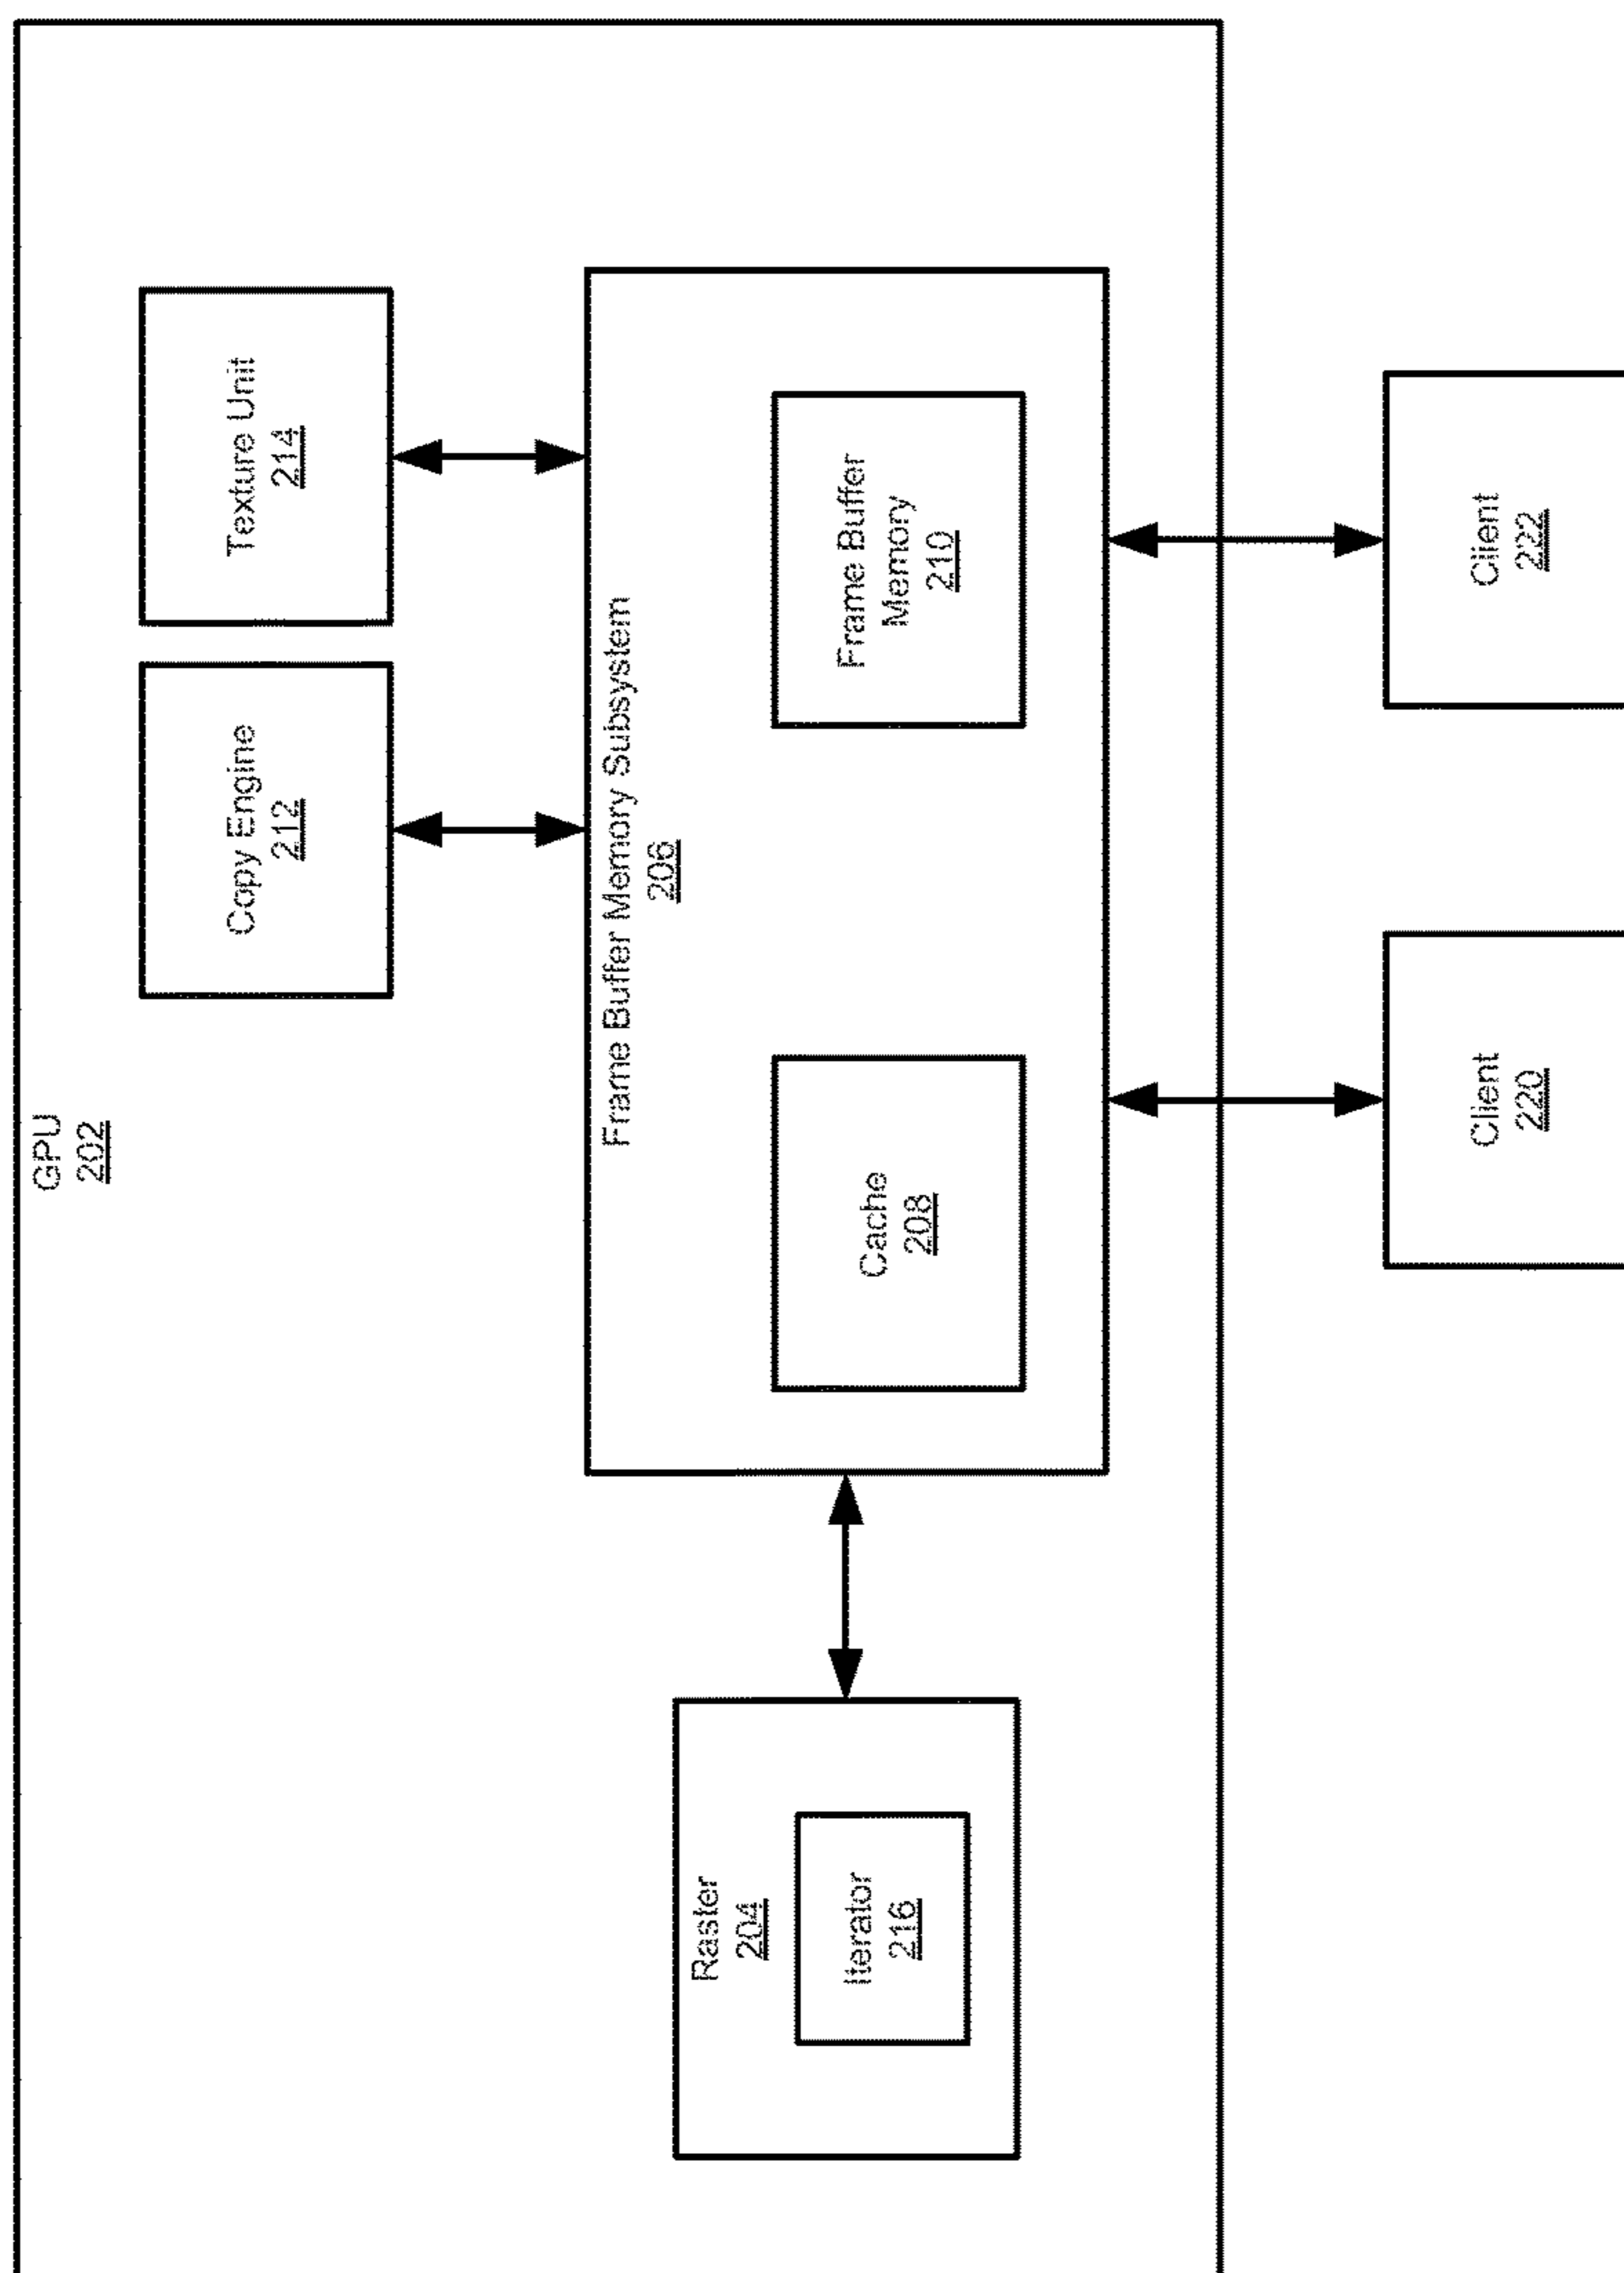 GPU
202
Copy Engine
212
Texture Unit
214
Frame Buffer Memory Subsystem
206
Raster
204
Iterator
216
Cache
208
Frame Buffer
Memory
210
Client
220
Client
222